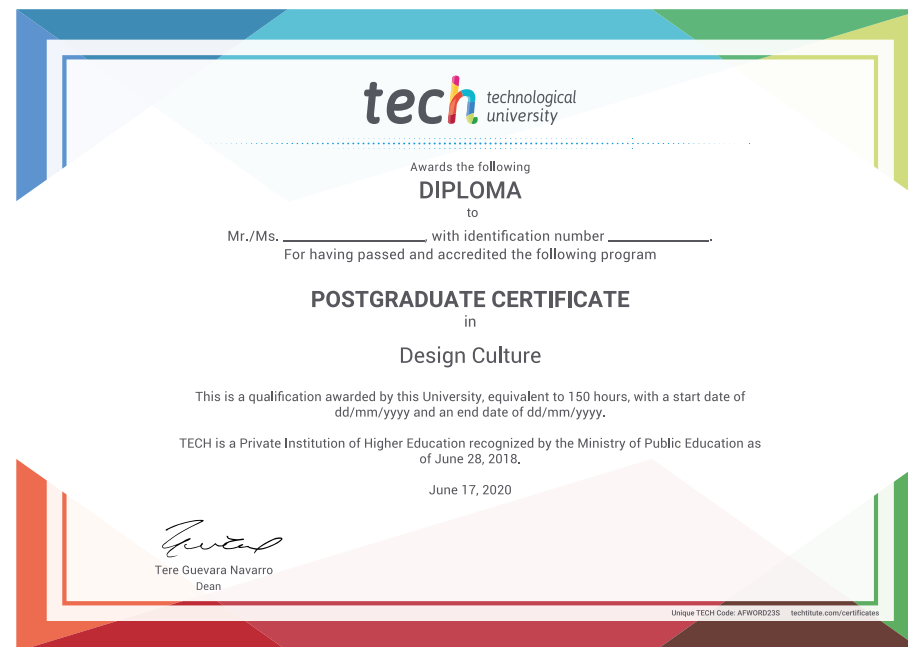 tech technological
university
Awards the following
DIPLOMA
to
Mr./Ms. ____________________, with identification number ______________.
For having passed and accredited the following program
POSTGRADUATE CERTIFICATE
in
Design Culture
This is a qualification awarded by this University, equivalent to 150 hours, with a start date of
dd/mm/yyyy and an end date of dd/mm/yyyy.
TECH is a Private Institution of Higher Education recognized by the Ministry of Public Education as
of June 28, 2018.
June 17, 2020
Tere Guevara Navarro
Dean
Unique TECH Code: AFWORD23S techtitute.com/certificates